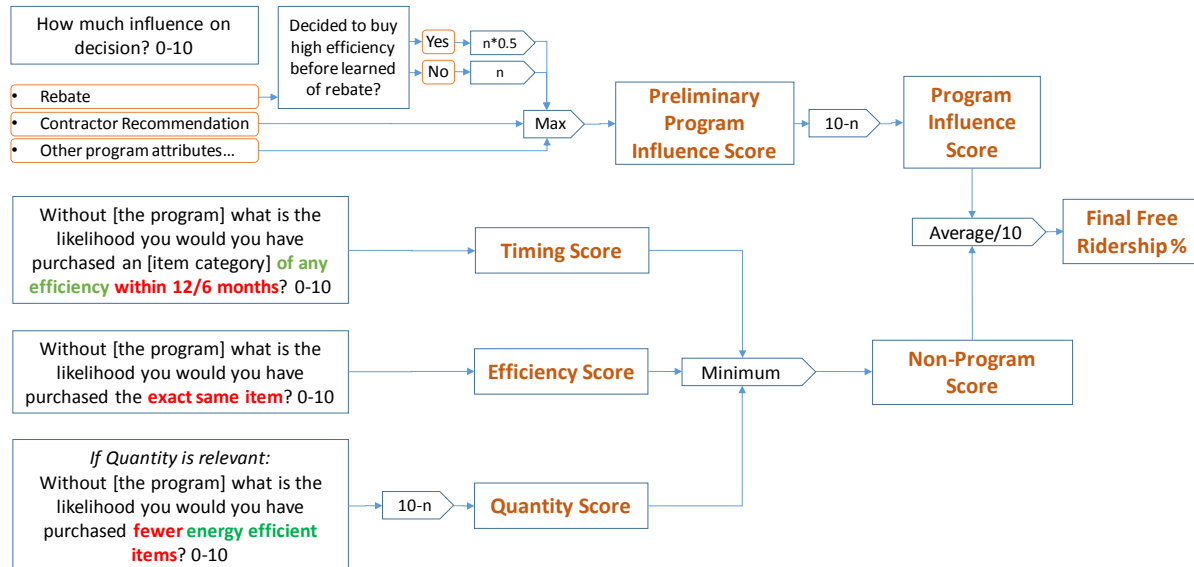 How much influence on
decision? 0-10
• Rebate
• Contractor Recommendation
• Other program attributes...
Decided to buy
high efficiency
before learned
of rebate?
Yes
n*0.5
No
n
Max
Preliminary
Program
Influence Score
10-n
Program
Influence
Score
Without [the program] what is the
likelihood you would you have
purchased an [item category] of any
efficiency within 12/6 months? 0-10
Timing Score
Average/10
Final Free
Ridership %
Without [the program] what is the
likelihood you would you have
purchased the exact same item? 0-10
Efficiency Score
Minimum
Non-Program
Score
If Quantity is relevant:
Without [the program] what is the
likelihood you would you have
purchased fewer energy efficient
items? 0-10
10-n
Quantity Score